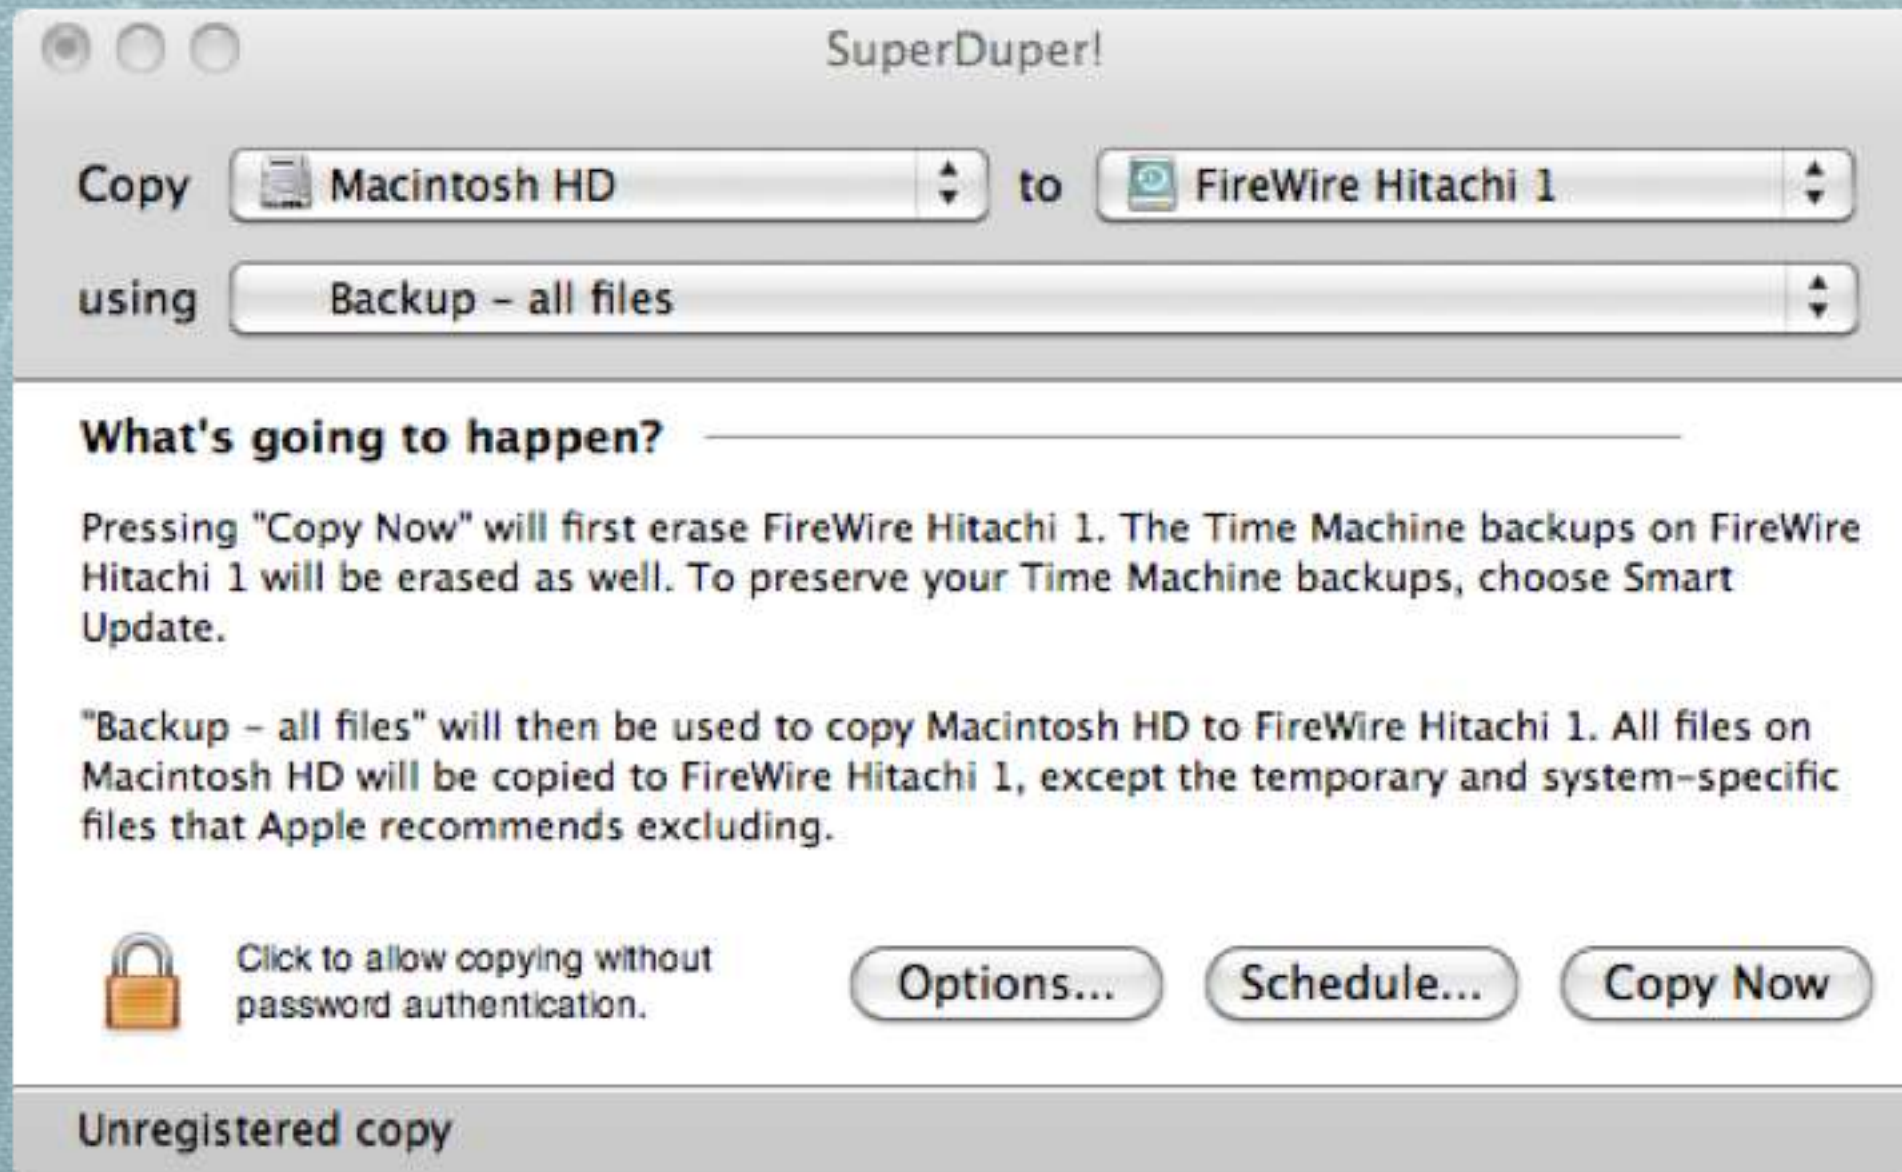 SuperDuper!
Copy Macintosh HD to FireWire Hitachi 1
using Backup – all files
What's going to happen?
Pressing "Copy Now" will first erase FireWire Hitachi 1. The Time Machine backups on FireWire
Hitachi 1 will be erased as well. To preserve your Time Machine backups, choose Smart
Update.
"Backup – all files" will then be used to copy Macintosh HD to FireWire Hitachi 1. All files on
Macintosh HD will be copied to FireWire Hitachi 1, except the temporary and system-specific
files that Apple recommends excluding.
Click to allow copying without
password authentication.
Options... Schedule... Copy Now
Unregistered copy